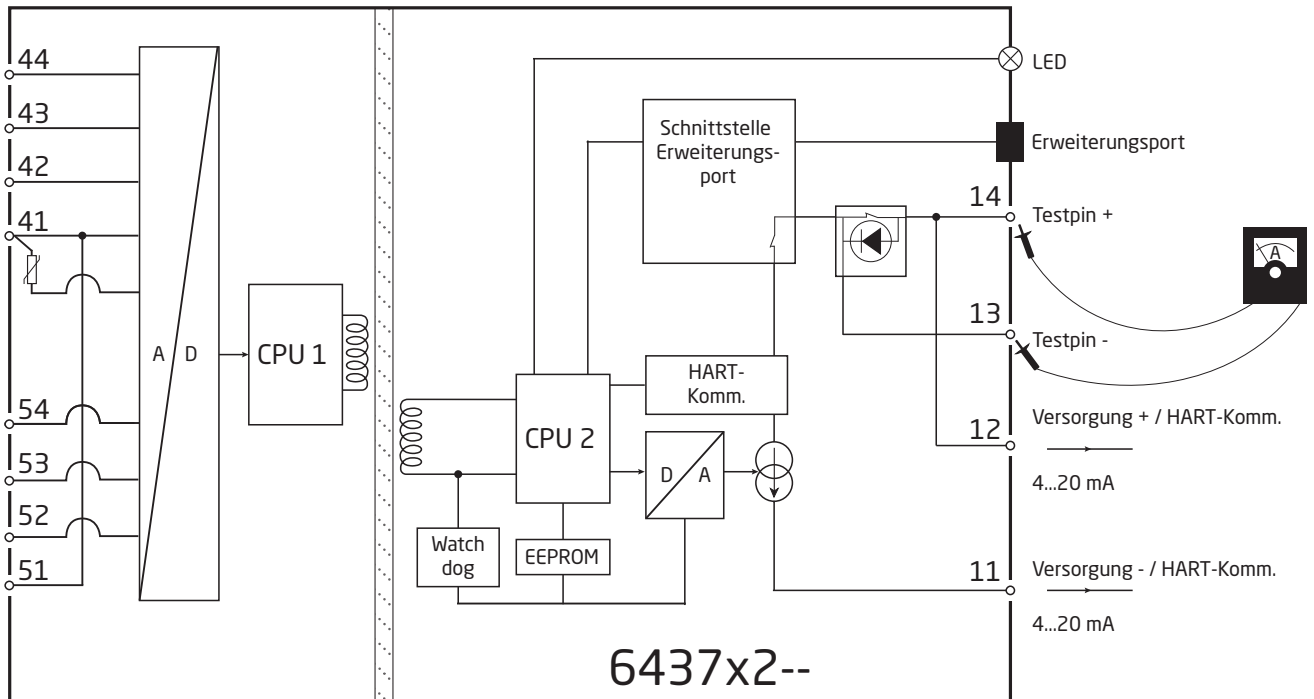 44
43
42
41
54
53
52
51
A D
CPU 1
LED
Schnittstelle
Erweiterungs-
port
Erweiterungsport
14
Testpin +
A
13
Testpin -
HART-
Komm.
CPU 2
D A
12
Versorgung + / HART-Komm.
4...20 mA
Watch
dog
EEPROM
11
Versorgung - / HART-Komm.
4...20 mA
6437x2--